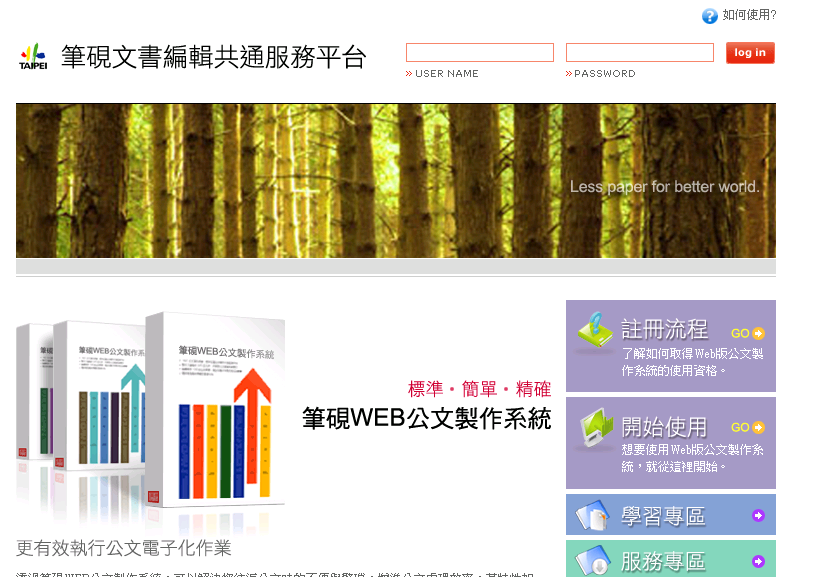 如何使用?
TAIPEI
筆硯文書編輯共通服務平台
log in
USER NAME
PASSWORD
Less paper for better world.
筆硯WEB公文製作系統
筆硯WEB公文製作系統
標準・簡單・精確
筆硯WEB公文製作系統
註冊流程 GO
了解如何取得Web版公文製
作系統的使用資格。
開始使用 GO
想要使用Web版公文製作系
統，就從這裡開始。
學習專區
服務專區
更有效執行公文電子化作業